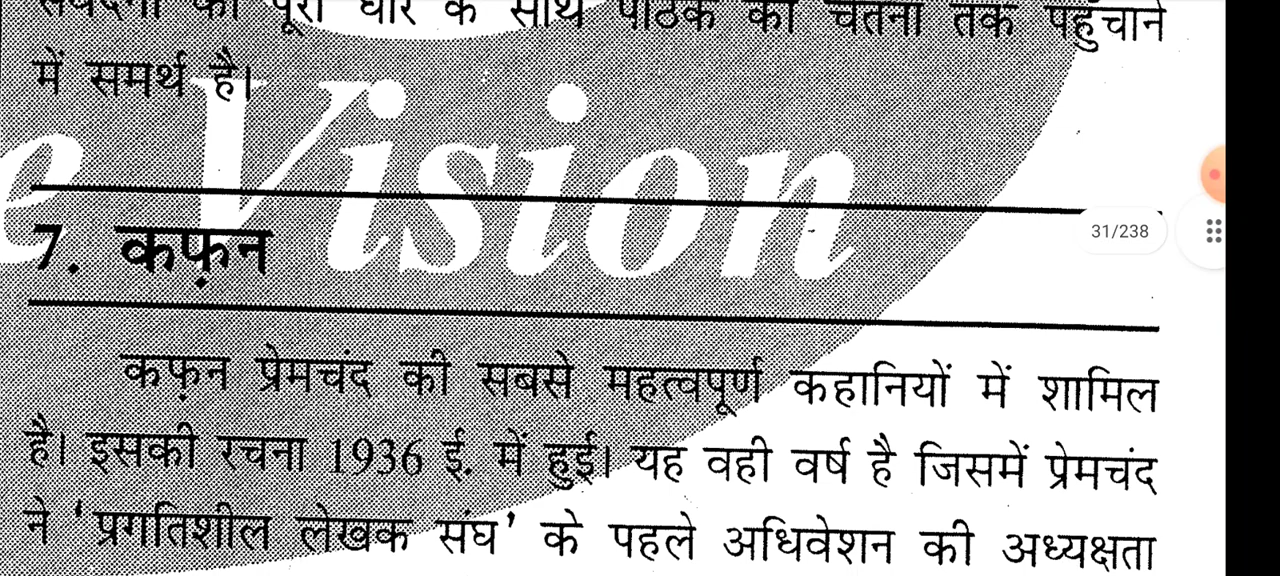 संवेदना को पूरी धार के साथ पाठक की चेतना तक पहुँचाने
में समर्थ है।
e Vision
31/238
7. कफ़न
कफ़न प्रेमचंद की सबसे महत्वपूर्ण कहानियों में शामिल
है। इसकी रचना 1936 ई. में हुई। यह वही वर्ष है जिसमें प्रेमचंद
ने 'प्रगतिशील लेखक संघ' के पहले अधिवेशन की अध्यक्षता